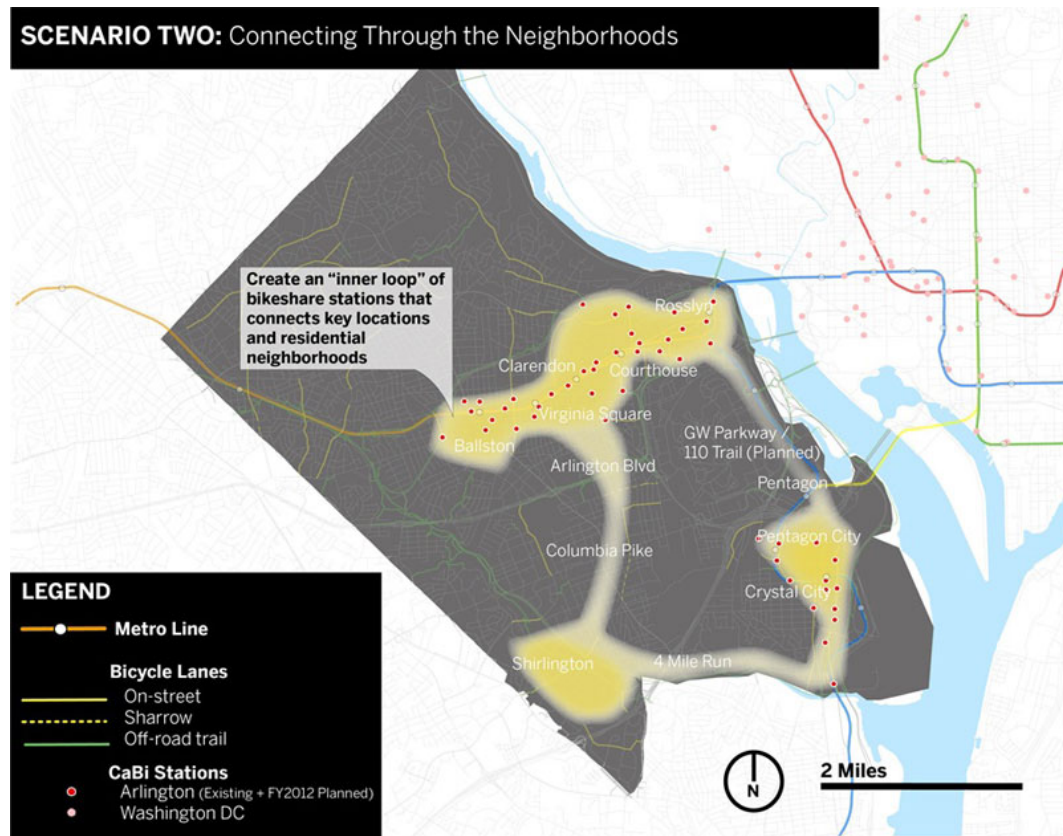 SCENARIO TWO: Connecting Through the Neighborhoods
Create an “inner loop” of
bikeshare stations that
connects key locations
and residential
neighborhoods
Rosslyn
Clarendon
Courthouse
Virginia Square
Ballston
Arlington Blvd
GW Parkway /
110 Trail (Planned)
Pentagon
Columbia Pike
Pentagon City
Crystal City
Shirlington
4 Mile Run
LEGEND
Metro Line
Bicycle Lanes
On-street
Sharrow
Off-road trail
CaBi Stations
Arlington (Existing + FY2012 Planned)
Washington DC
N
2 Miles